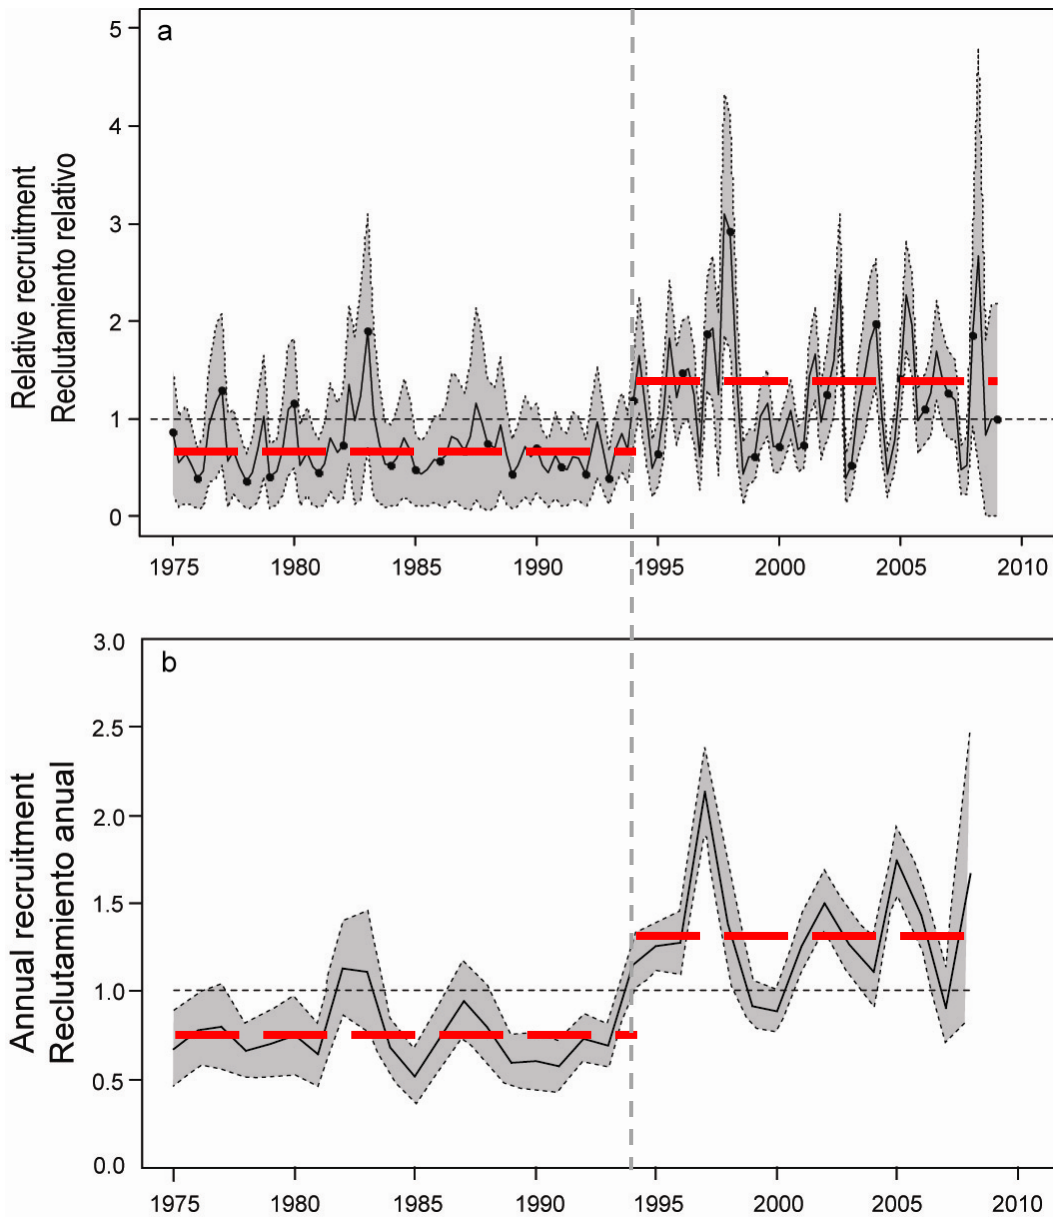 a
Relative recruitment
Reclutamiento relativo
5
4
3
2
1
0
1975 1980 1985 1990 1995 2000 2005 2010
b
Annual recruitment
Reclutamiento anual
3.0
2.5
2.0
1.5
1.0
0.5
0.0
1975 1980 1985 1990 1995 2000 2005 2010